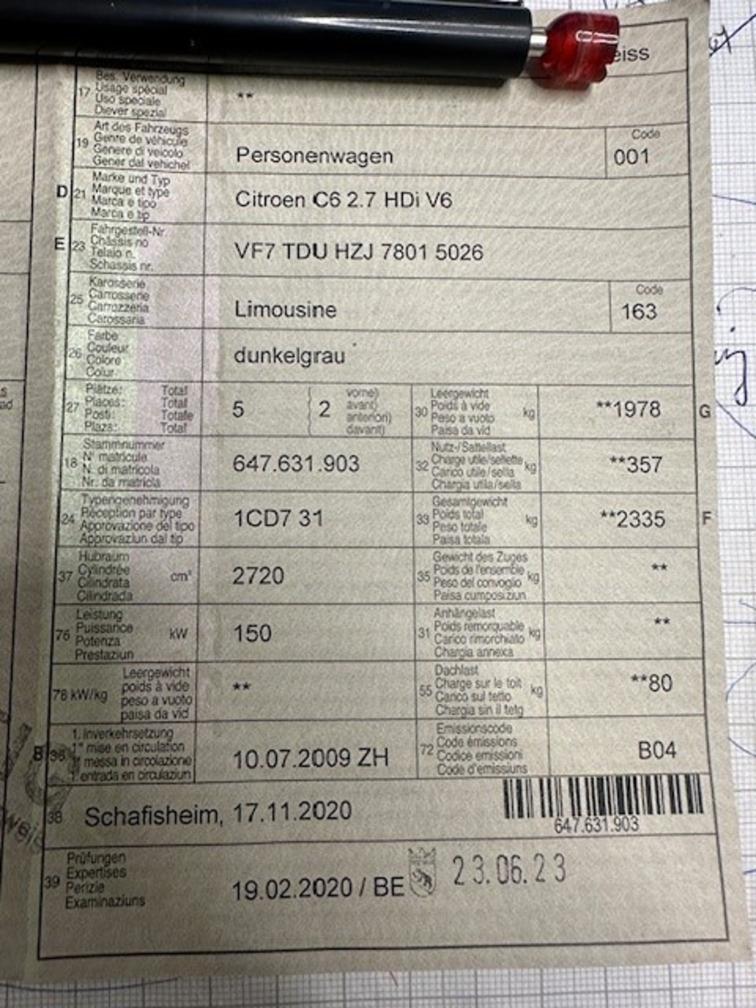 eiss
17 Bes. Verwendung
Usage spécial
Uso speciale
Diever spezial
**
19 Art des Fahrzeugs
Genre de véhicule
Genere di veicolo
Gener dal vehichel
Personenwagen
Code
001
D 21 Marke und Typ
Marque et type
Marca e tipo
Marca e tip
Citroen C6 2.7 HDi V6
E 23 Fahrgestell-Nr.
Châssis no
Telaio n.
Schassis nr.
VF7 TDU HZJ 7801 5026
25 Karosserie
Carrosserie
Carrozzeria
Carossaria
Limousine
Code
163
26 Farbe
Couleur
Colore
Colur
dunkelgrau
27 Plätze: Total
Places: Total
Posti: Totale
Plazs: Total
5
2
vorne)
avant)
anteriori)
davant)
30 Leergewicht
Poids à vide
Peso a vuoto
Paisa da vid
kg
**1978
G
18 Stammnummer
N° matricule
N. di matricola
Nr. da matricla
647.631.903
32 Nutz-/Sattellast
Charge utile/sellette
Carico utile/sella
Chargia utila/sella
kg
**357
24 Typengenehmigung
Réception par type
Approvazione del tipo
Approvaziun dal tip
1CD7 31
33 Gesamtgewicht
Poids total
Peso totale
Paisa totala
kg
**2335
F
37 Hubraum
Cylindrée
Cilindrata
Cilindrada
cm³
2720
35 Gewicht des Zuges
Poids de l'ensemble
Peso del convoglio
Paisa cumposiziun
kg
**
76 Leistung
Puissance
Potenza
Prestaziun
kW
150
31 Anhängelast
Poids remorquable
Carico rimorchiato
Chargia annexa
kg
**
78 kW/kg
Leergewicht
poids à vide
peso a vuoto
paisa da vid
**
55 Dachlast
Charge sur le toit
Carico sul tetto
Chargia sin il tetg
kg
**80
B 36 1. Inverkehrsetzung
1re mise en circulation
1a messa in circolazione
1. entrada en circulaziun
10.07.2009 ZH
72 Emissionscode
Code émissions
Codice emissioni
Code d'emissiuns
B04
38 Schafisheim, 17.11.2020
647.631.903
39 Prüfungen
Expertises
Perizie
Examinaziuns
19.02.2020 / BE
23.06.23